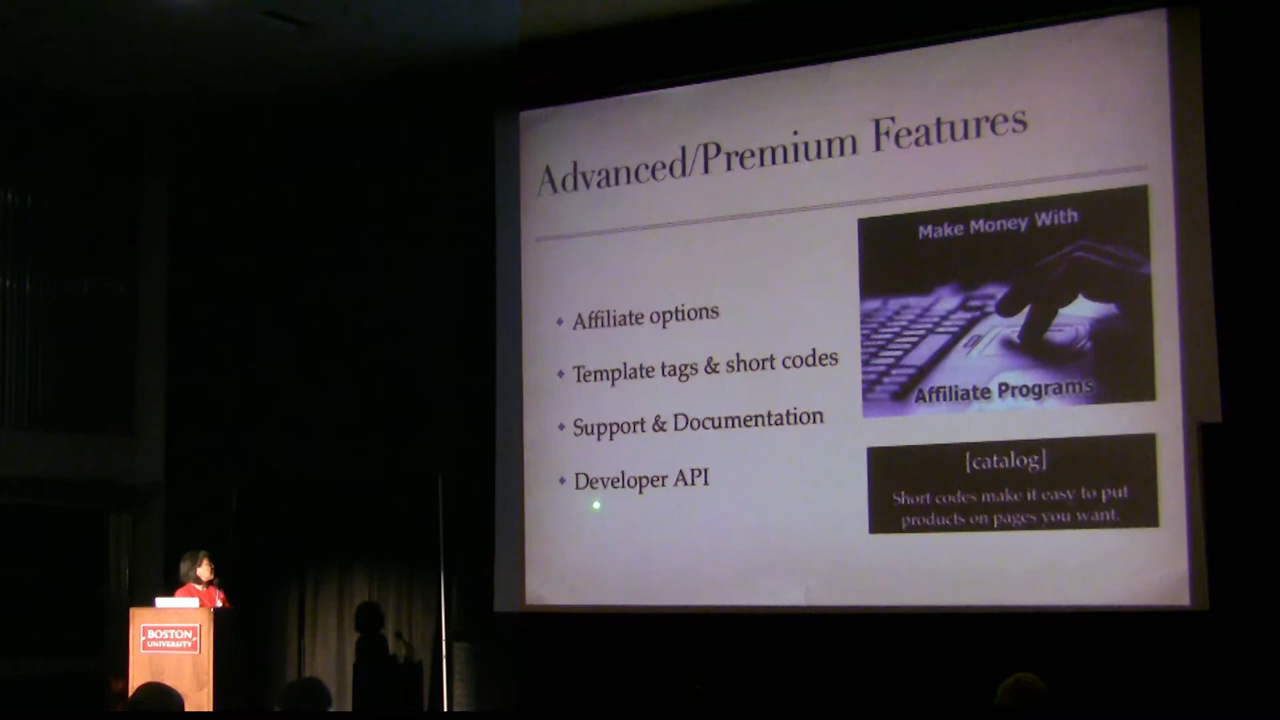 Advanced/Premium Features
Affiliate options
Template tags & short codes
Support & Documentation
Developer API
Make Money With
Affiliate Programs
[catalog]
Short codes make it easy to put
products on pages you want.
BOSTON
UNIVERSITY